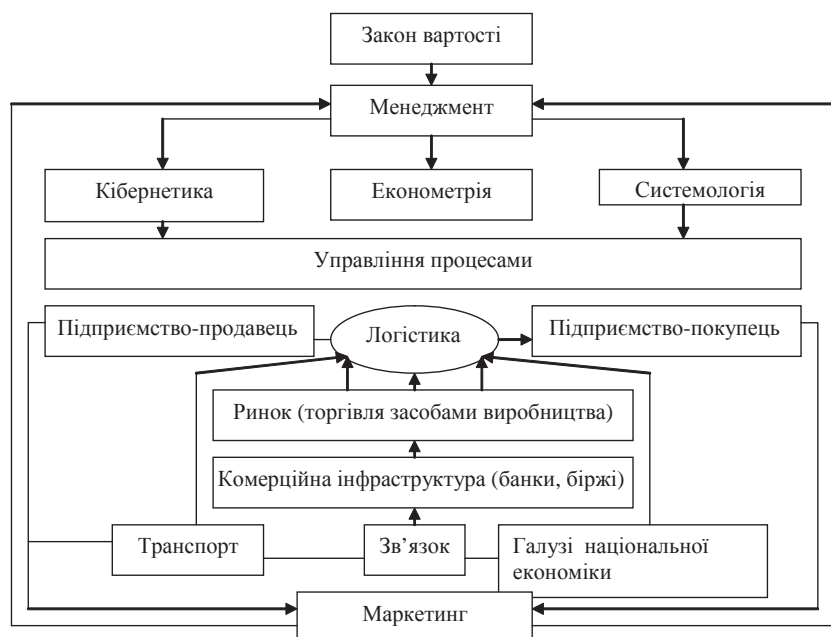 Закон вартості
Менеджмент
Кібернетика
Економетрія
Системологія
Управління процесами
Підприємство-продавець
Логістика
Підприємство-покупець
Ринок (торгівля засобами виробництва)
Комерційна інфраструктура (банки, біржі)
Транспорт
Зв’язок
Галузі національної
економіки
Маркетинг